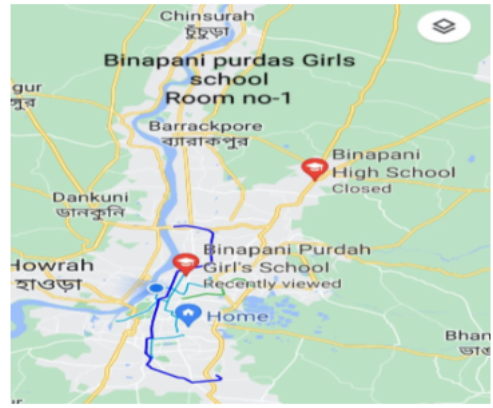 Chinsurah
চুঁচুড়া
Binapani purdas Girls
school
Room no-1
gur
Barrackpore
ব্যারাকপুর
Binapani
High School
Closed
Dankuni
ডানকুনি
Binapani Purdah
Girl's School
Recently viewed
Howrah
হাওড়া
Home
Bhan